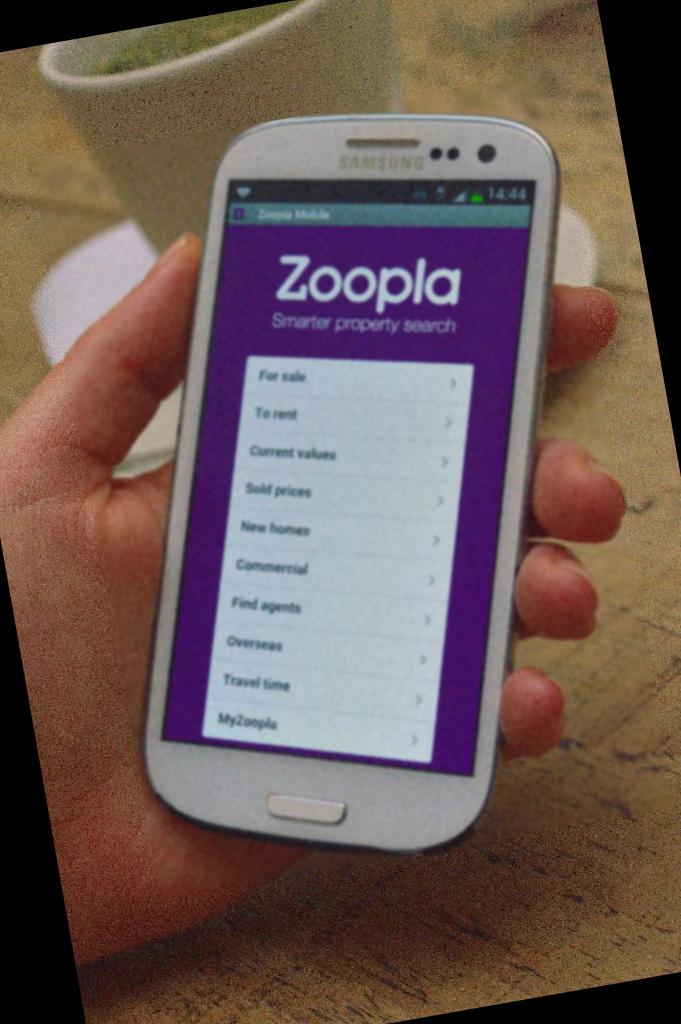 SAMSUNG
14:44
Zoopla Mobile
Zoopla
Smarter property search
For sale
To rent
Current values
Sold prices
New homes
Commercial
Find agents
Overseas
Travel time
MyZoopla